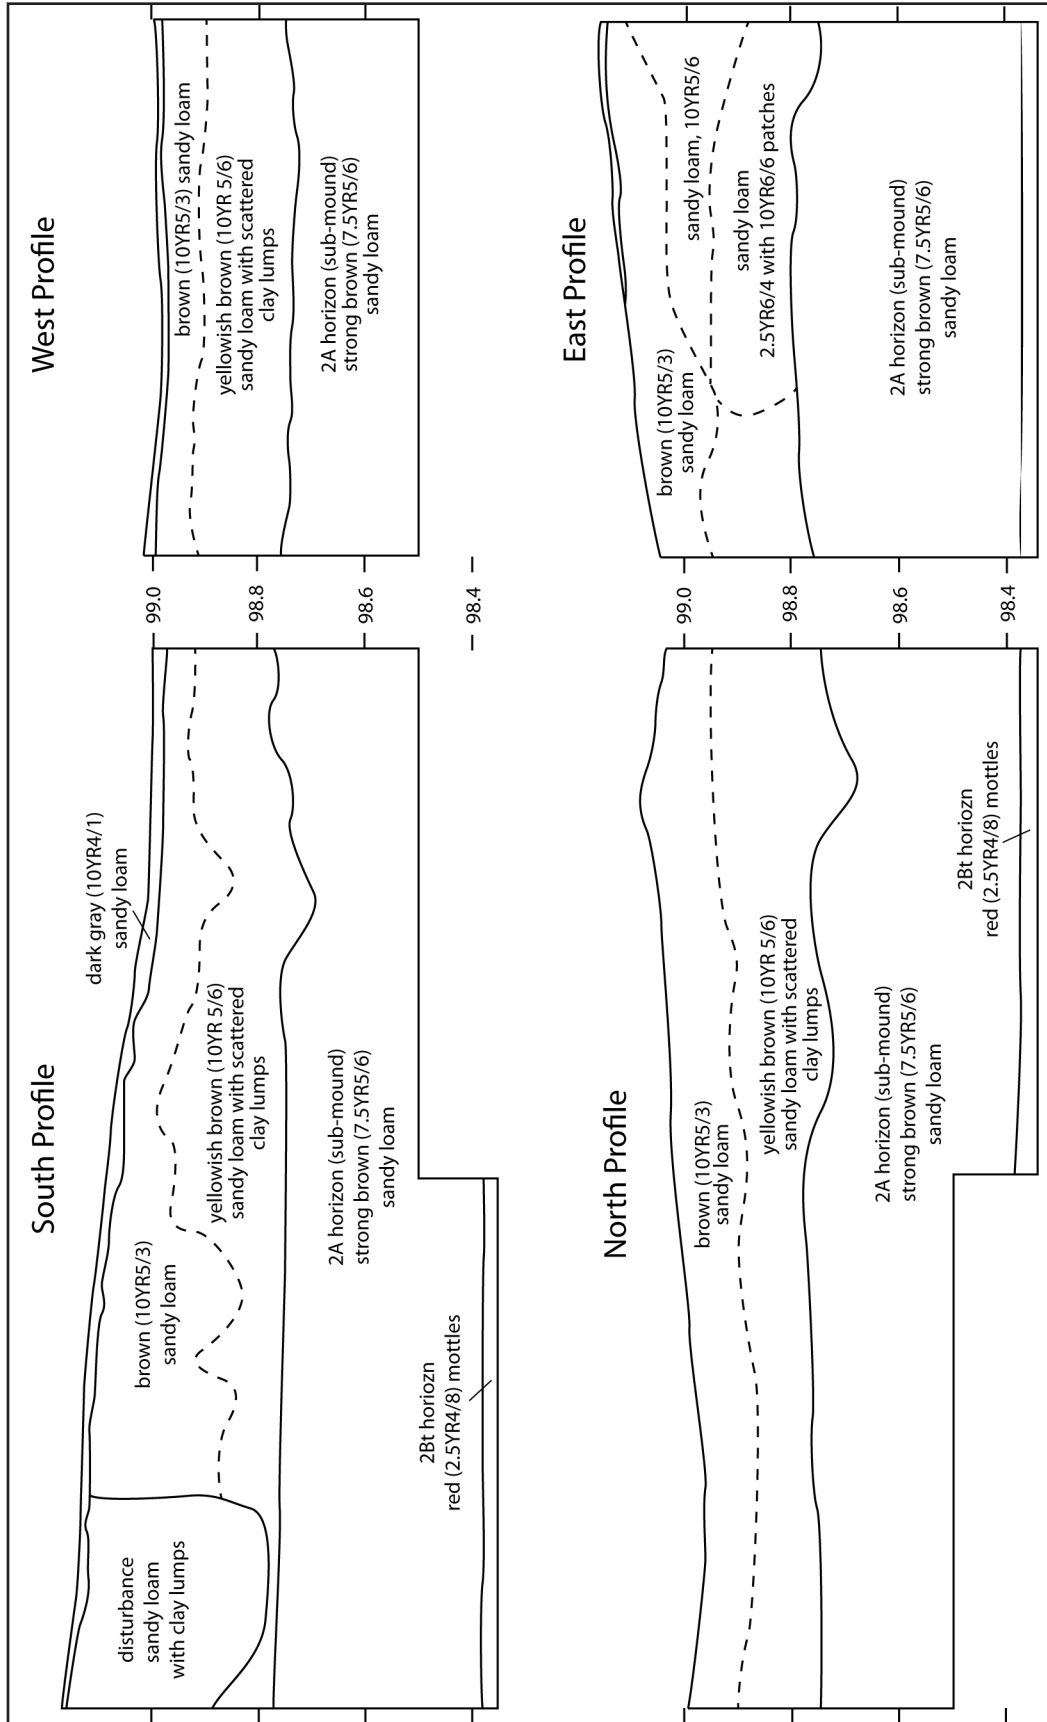 South Profile
dark gray (10YR4/1)
sandy loam
disturbance
sandy loam
with clay lumps
brown (10YR5/3)
sandy loam
yellowish brown (10YR 5/6)
sandy loam with scattered
clay lumps
2A horizon (sub-mound)
strong brown (7.5YR5/6)
sandy loam
2Bt horiozn
red (2.5YR4/8) mottles
99.0
98.8
98.6
98.4
West Profile
brown (10YR5/3) sandy loam
yellowish brown (10YR 5/6)
sandy loam with scattered
clay lumps
2A horizon (sub-mound)
strong brown (7.5YR5/6)
sandy loam
North Profile
brown (10YR5/3)
sandy loam
yellowish brown (10YR 5/6)
sandy loam with scattered
clay lumps
2A horizon (sub-mound)
strong brown (7.5YR5/6)
sandy loam
2Bt horiozn
red (2.5YR4/8) mottles
99.0
98.8
98.6
98.4
East Profile
brown (10YR5/3)
sandy loam
sandy loam, 10YR5/6
sandy loam
2.5YR6/4 with 10YR6/6 patches
2A horizon (sub-mound)
strong brown (7.5YR5/6)
sandy loam